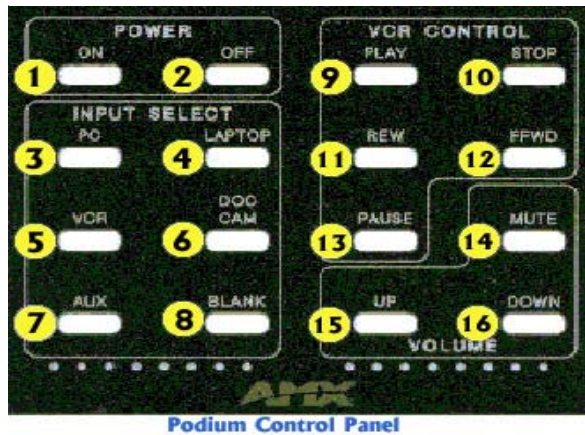 POWER
ON
OFF
1
2
INPUT SELECT
PC
LAPTOP
3
4
VCR
DOC
CAM
5
6
AUX
BLANK
7
8
VCR CONTROL
PLAY
STOP
9
10
REW
FFWD
11
12
PAUSE
MUTE
13
14
UP
DOWN
15
16
VOLUME
AMX
Podium Control Panel